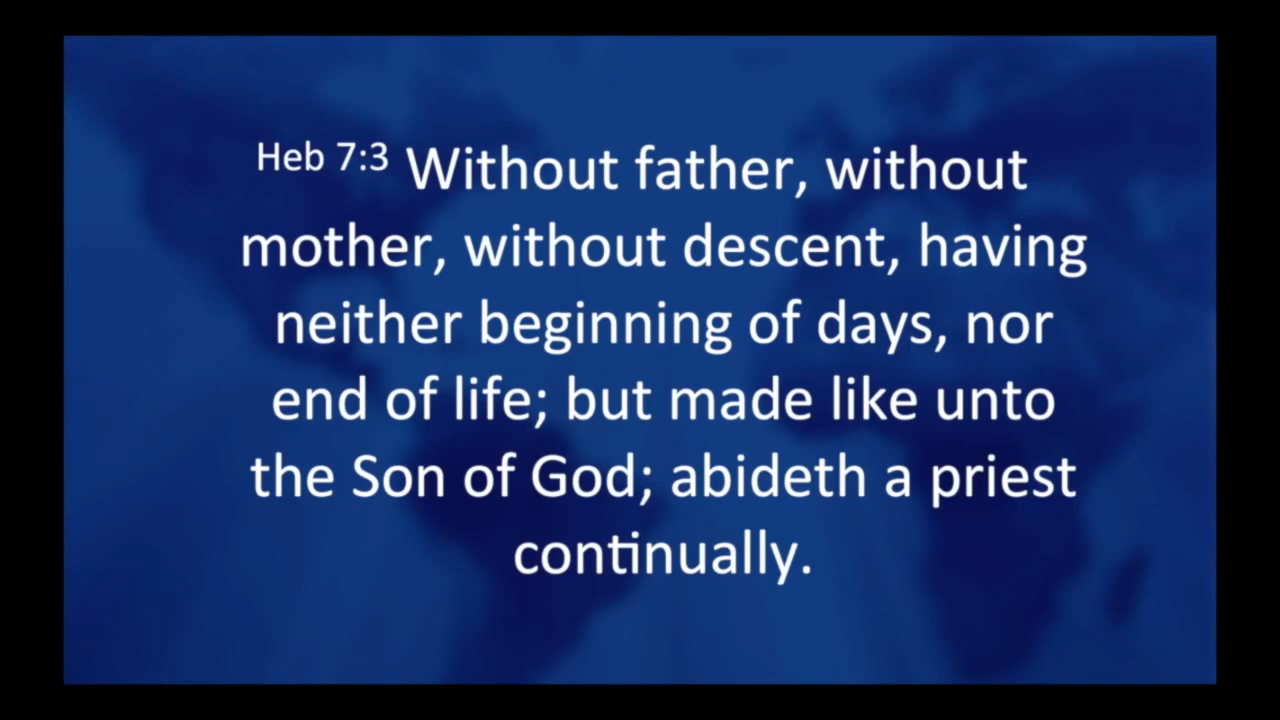 Heb 7:3 Without father, without
mother, without descent, having
neither beginning of days, nor
end of life; but made like unto
the Son of God; abideth a priest
continually.